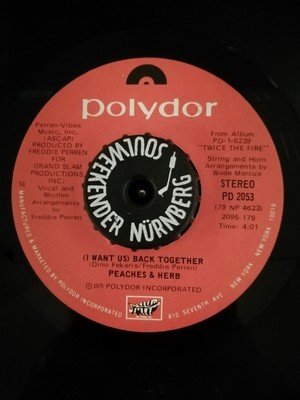 polydor
Perren-Vibes
Music, Inc.
(ASCAP)
PRODUCED BY
FREDDIE PERREN
FOR
GRAND SLAM
PRODUCTIONS
INC.
Vocal and
Rhythm
Arrangements
by
Freddie Perren
18
From Album
PD-1-6239
"TWICE THE FIRE"
String and Horn
Arrangements by
Wade Marcus
STEREO
PD 2053
(79 NP 4623)
2095 179
Time: 4:01
SOULWEEKENDER NÜRNBERG
(I WANT US) BACK TOGETHER
(Dino Fekaris/Freddie Perren)
PEACHES & HERB
Ⓟ 1979 POLYDOR INCORPORATED
MVP
MANUFACTURED & MARKETED BY POLYDOR INCORPORATED 810 SEVENTH AVE. NEW YORK, NEW YORK 10019